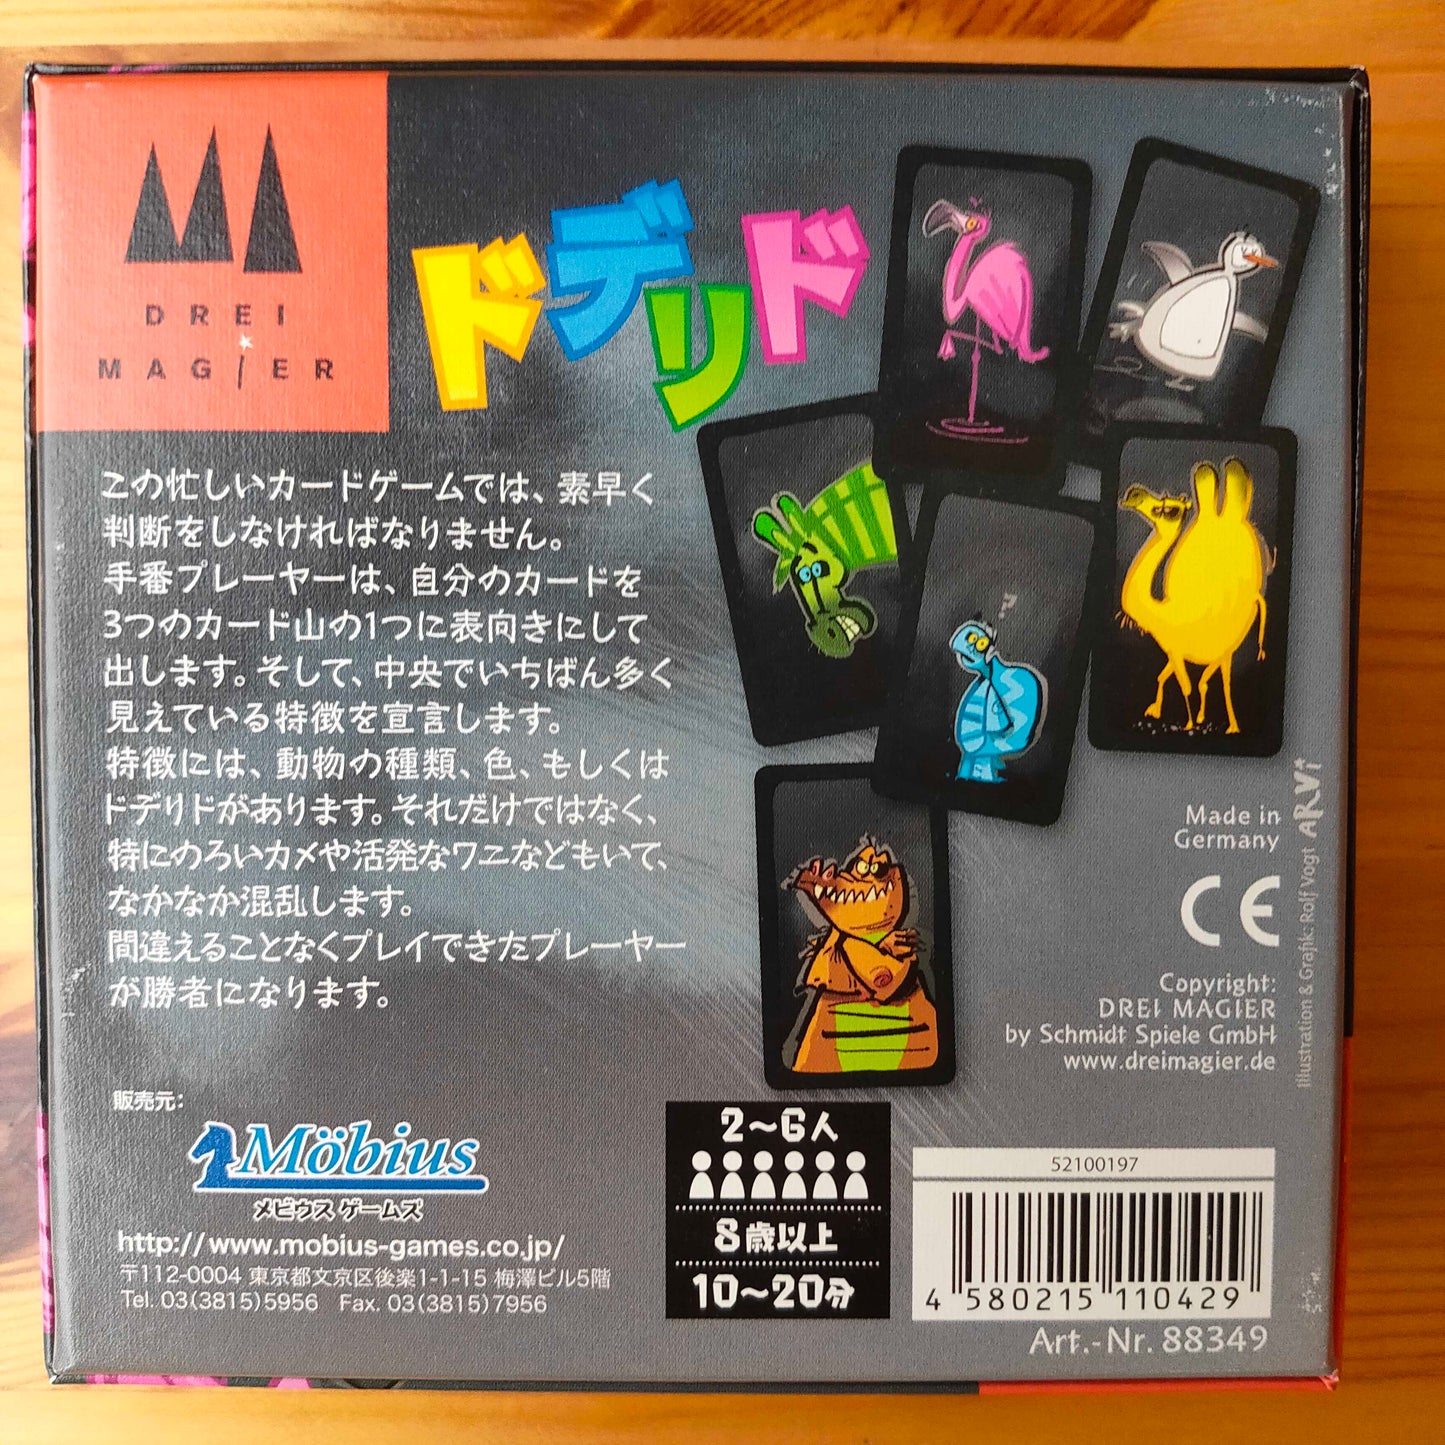 DREI
MAGIER
ドデリド
この忙しいカードゲームでは、素早く
判断をしなければなりません。
手番プレーヤーは、自分のカードを
3つのカード山の1つに表向きにして
出します。そして、中央でいちばん多く
見えている特徴を宣言します。
特徴には、動物の種類、色、もしくは
ドデリドがあります。それだけではなく、
特にのろいカメや活発なワニなどもいて、
なかなか混乱します。
間違えることなくプレイできたプレーヤー
が勝者になります。
?
Made in
Germany
CE
Copyright:
DREI MAGIER
by Schmidt Spiele GmbH
www.dreimagier.de
Illustration & Grafik: Rolf Vogt ARVi
販売元:
Möbius
メビウス ゲームズ
http://www.mobius-games.co.jp/
〒112-0004 東京都文京区後楽1-1-15 梅澤ビル5階
Tel. 03(3815)5956 Fax. 03(3815)7956
2〜6人
8歳以上
10〜20分
52100197
4 580215 110429
Art.-Nr. 88349